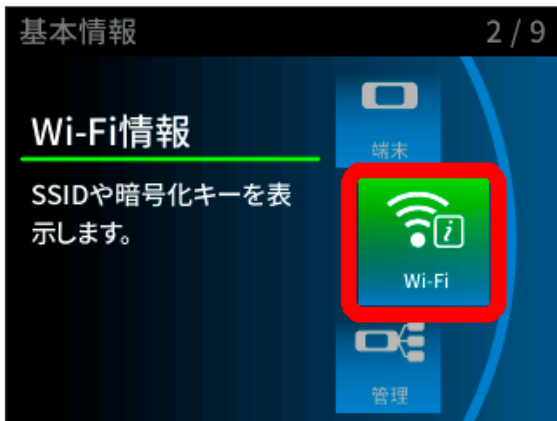 基本情報
2 / 9
端末
Wi-Fi情報
SSIDや暗号化キーを表
示します。
i
Wi-Fi
管理